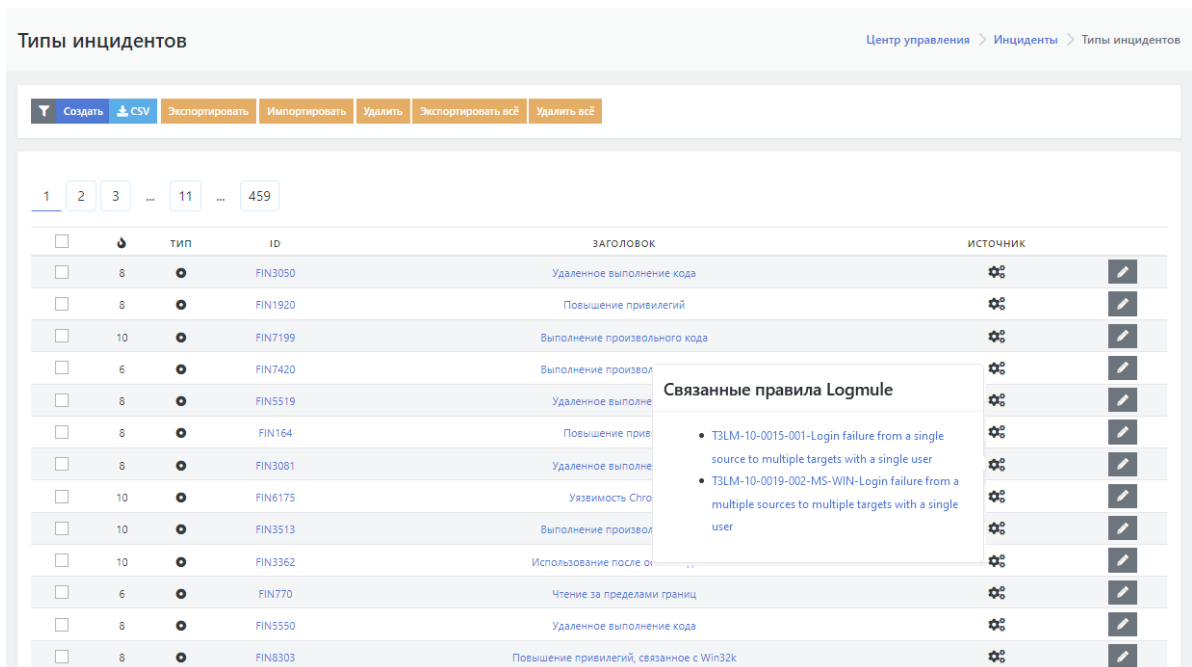 Типы инцидентов
Центр управления > Инциденты > Типы инцидентов
Создать CSV Экспортировать Импортировать Удалить Экспортировать всё Удалить всё
1 2 3 ... 11 ... 459
ТИП ID ЗАГОЛОВОК ИСТОЧНИК
8 FIN3050 Удаленное выполнение кода
8 FIN1920 Повышение привилегий
10 FIN7199 Выполнение произвольного кода
6 FIN7420 Выполнение произвол
8 FIN5519 Удаленное выполне
8 FIN164 Повышение прив
8 FIN3081 Удаленное выполне
10 FIN6175 Уязвимость Chro
10 FIN3513 Выполнение произвол
10 FIN3362 Использование после
6 FIN770 Чтение за пределами границ
8 FIN5550 Удаленное выполнение кода
8 FIN8303 Повышение привилегий, связанное с Win32k
Связанные правила Logmule
T3LM-10-0015-001-Login failure from a single
source to multiple targets with a single user
T3LM-10-0019-002-MS-WIN-Login failure from a
multiple sources to multiple targets with a single
user